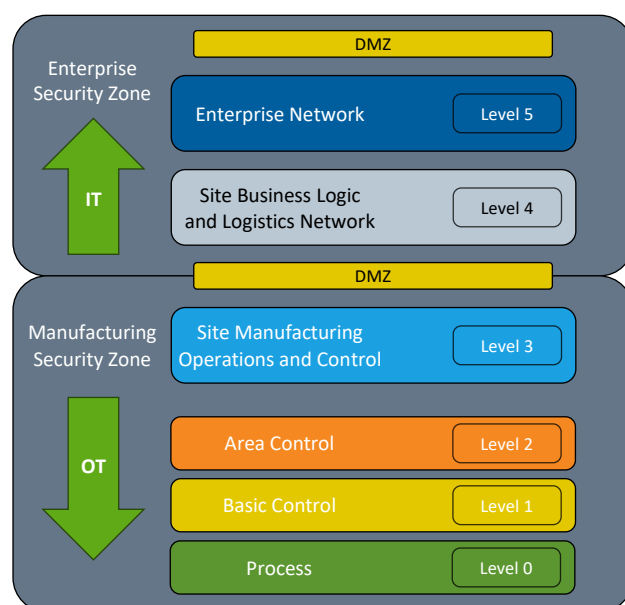 DMZ
Enterprise
Security Zone
Enterprise Network
Level 5
IT
Site Business Logic
and Logistics Network
Level 4
DMZ
Manufacturing
Security Zone
Site Manufacturing
Operations and Control
Level 3
OT
Area Control
Level 2
Basic Control
Level 1
Process
Level 0